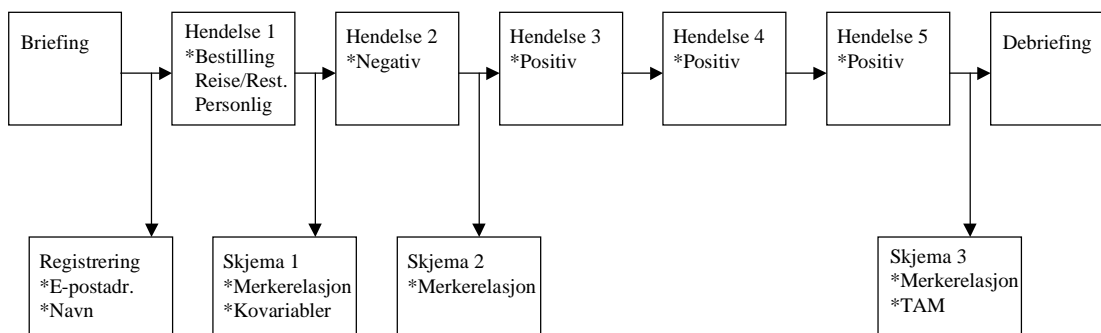 Briefing
Hendelse 1
*Bestilling
Reise/Rest.
Personlig
Hendelse 2
*Negativ
Hendelse 3
*Positiv
Hendelse 4
*Positiv
Hendelse 5
*Positiv
Debriefing
Registrering
*E-postadr.
*Navn
Skjema 1
*Merkerelasjon
*Kovariabler
Skjema 2
*Merkerelasjon
Skjema 3
*Merkerelasjon
*TAM